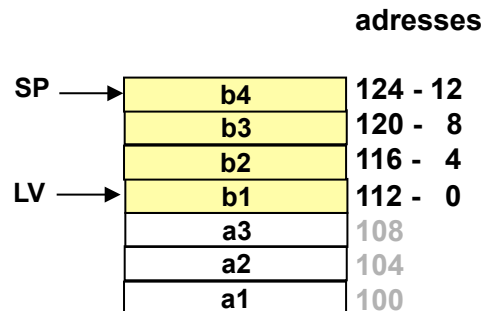 adresses
SP b4 124 - 12
b3 120 - 8
b2 116 - 4
LV b1 112 - 0
a3 108
a2 104
a1 100